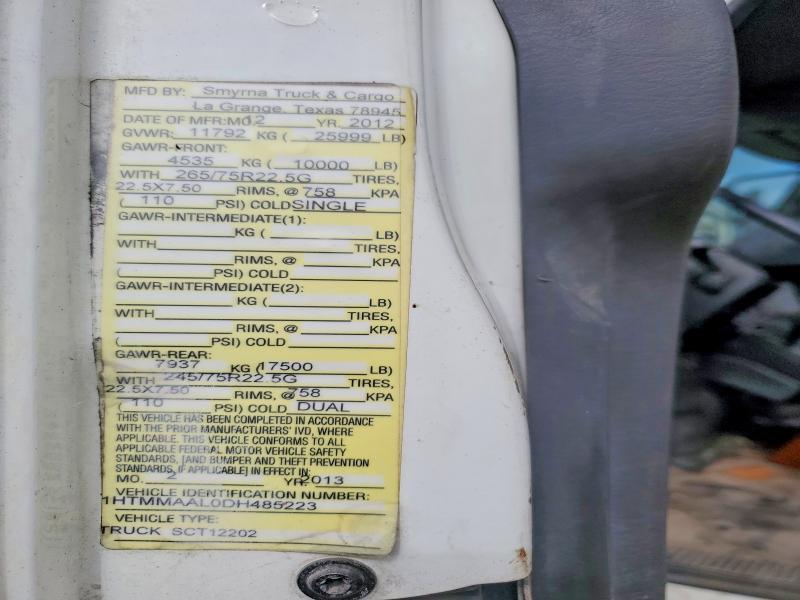 MFD BY: Smyrna Truck & Cargo
La Grange, Texas 78945
DATE OF MFR:MO.12 YR. 2012
GVWR: 11792 KG ( 25999 LB)
GAWR-FRONT:
4535 KG ( 10000 LB)
WITH 265/75R22.5G TIRES,
22.5X7.50 RIMS, @ 758 KPA
( 110 PSI) COLD SINGLE
GAWR-INTERMEDIATE(1):
KG ( LB)
WITH TIRES,
RIMS, @ KPA
( PSI) COLD
GAWR-INTERMEDIATE(2):
KG ( LB)
WITH TIRES,
RIMS, @ KPA
( PSI) COLD
GAWR-REAR:
7937 KG (17500 LB)
WITH 245/75R22.5G TIRES,
22.5X7.50 RIMS, @ 758 KPA
( 110 PSI) COLD DUAL
THIS VEHICLE HAS BEEN COMPLETED IN ACCORDANCE
WITH THE PRIOR MANUFACTURERS' IVD, WHERE
APPLICABLE. THIS VEHICLE CONFORMS TO ALL
APPLICABLE FEDERAL MOTOR VEHICLE SAFETY
STANDARDS, [AND BUMPER AND THEFT PREVENTION
STANDARDS, IF APPLICABLE] IN EFFECT IN:
MO. 2 YR. 2013
VEHICLE IDENTIFICATION NUMBER:
1HTMMAAL0DH485223
VEHICLE TYPE:
TRUCK SCT12202